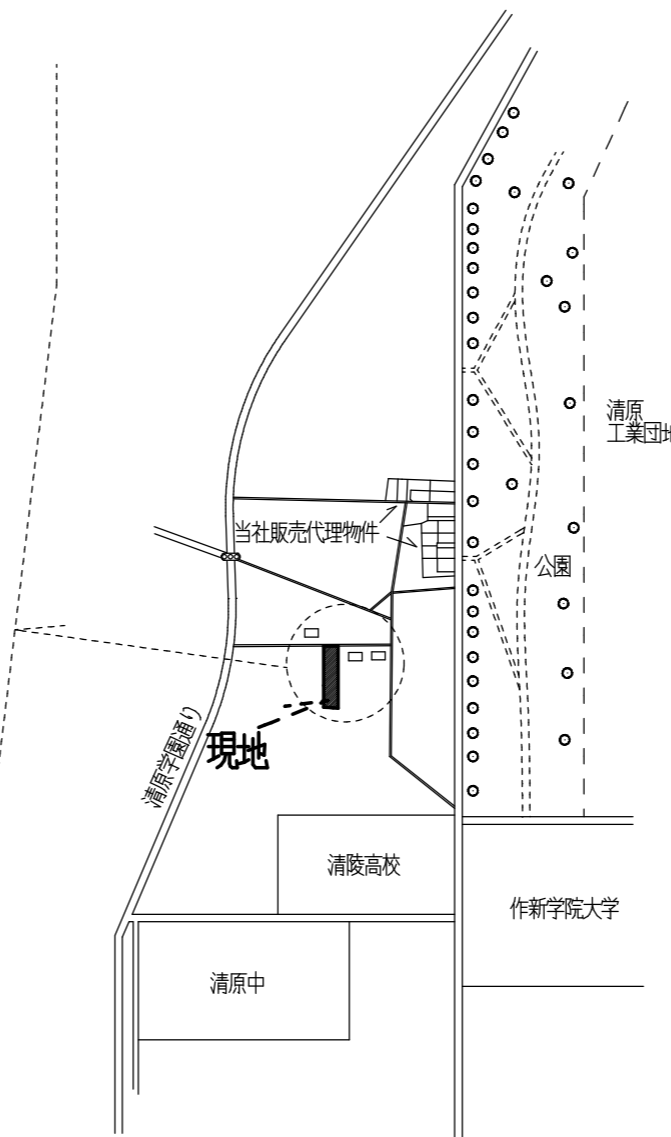 清原
工業団地
当社販売代理物件
公園
清原学園通り
現地
清陵高校
作新学院大学
清原中